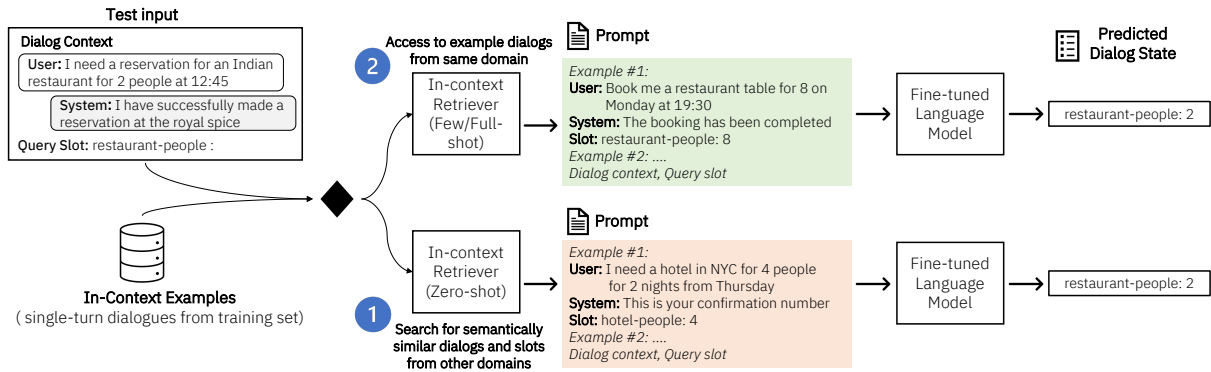 Test input
Dialog Context
User: I need a reservation for an Indian
restaurant for 2 people at 12:45
System: I have successfully made a
reservation at the royal spice
Query Slot: restaurant-people :
In-Context Examples
( single-turn dialogues from training set)
2
Access to example dialogs
from same domain
In-context
Retriever
(Few/Full-
shot)
Prompt
Example #1:
User: Book me a restaurant table for 8 on
Monday at 19:30
System: The booking has been completed
Slot: restaurant-people: 8
Example #2: ....
Dialog context, Query slot
Fine-tuned
Language
Model
Predicted
Dialog State
restaurant-people: 2
In-context
Retriever
(Zero-shot)
1
Search for semantically
similar dialogs and slots
from other domains
Prompt
Example #1:
User: I need a hotel in NYC for 4 people
for 2 nights from Thursday
System: This is your confirmation number
Slot: hotel-people: 4
Example #2: ....
Dialog context, Query slot
Fine-tuned
Language
Model
restaurant-people: 2